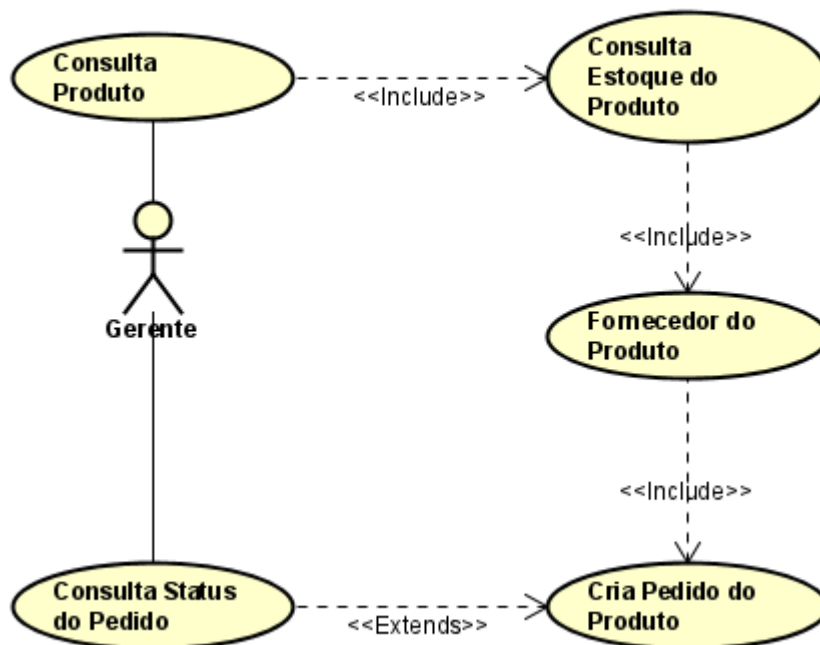 Consulta
Produto
<<Include>>
Consulta
Estoque do
Produto
<<Include>>
Gerente
Fornecedor do
Produto
<<Include>>
Consulta Status
do Pedido
<<Extends>>
Cria Pedido do
Produto